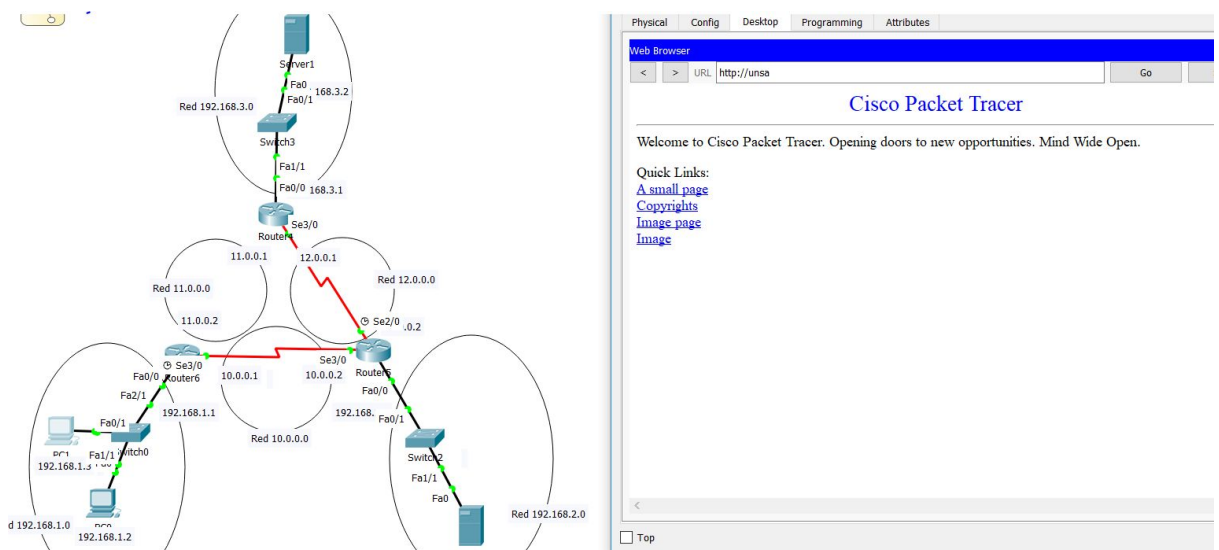 Server1
Fa0
168.3.2
Fa0/1
Red 192.168.3.0
Switch3
Fa1/1
Fa0/0 168.3.1
Se3/0
Router4
11.0.0.1 12.0.0.1
Red 11.0.0.0
Red 12.0.0.0
11.0.0.2
Se2/0 .0.2
Se3/0
Fa0/0 Router6
10.0.0.1
Se3/0
10.0.0.2
Router5
Fa2/1
Fa0/0
192.168.1.1
192.168. Fa0/1
Fa0/1
Red 10.0.0.0
PC1 Fa1/1 witch0
192.168.1.3
Switch2
Fa1/1
Fa0
d 192.168.1.0
192.168.1.2
Red 192.168.2.0
Physical Config Desktop Programming Attributes
Web Browser
< > URL http://unsa Go
Cisco Packet Tracer
Welcome to Cisco Packet Tracer. Opening doors to new opportunities. Mind Wide Open.
Quick Links:
A small page
Copyrights
Image page
Image
Top